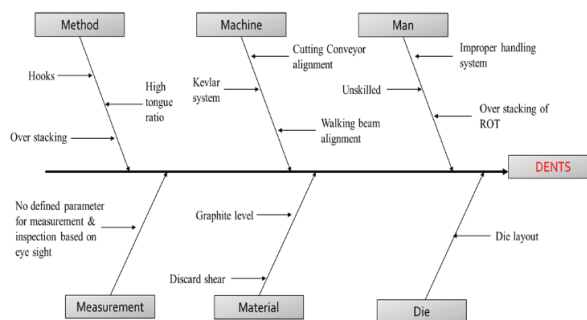 Method
Machine
Man
Hooks
High
tongue
ratio
Over stacking
Cutting Conveyor
alignment
Kevlar
system
Walking beam
alignment
Improper handling
system
Unskilled
Over stacking of
ROT
DENTS
No defined parameter
for measurement &
inspection based on
eye sight
Graphite level
Discard shear
Die layout
Measurement
Material
Die